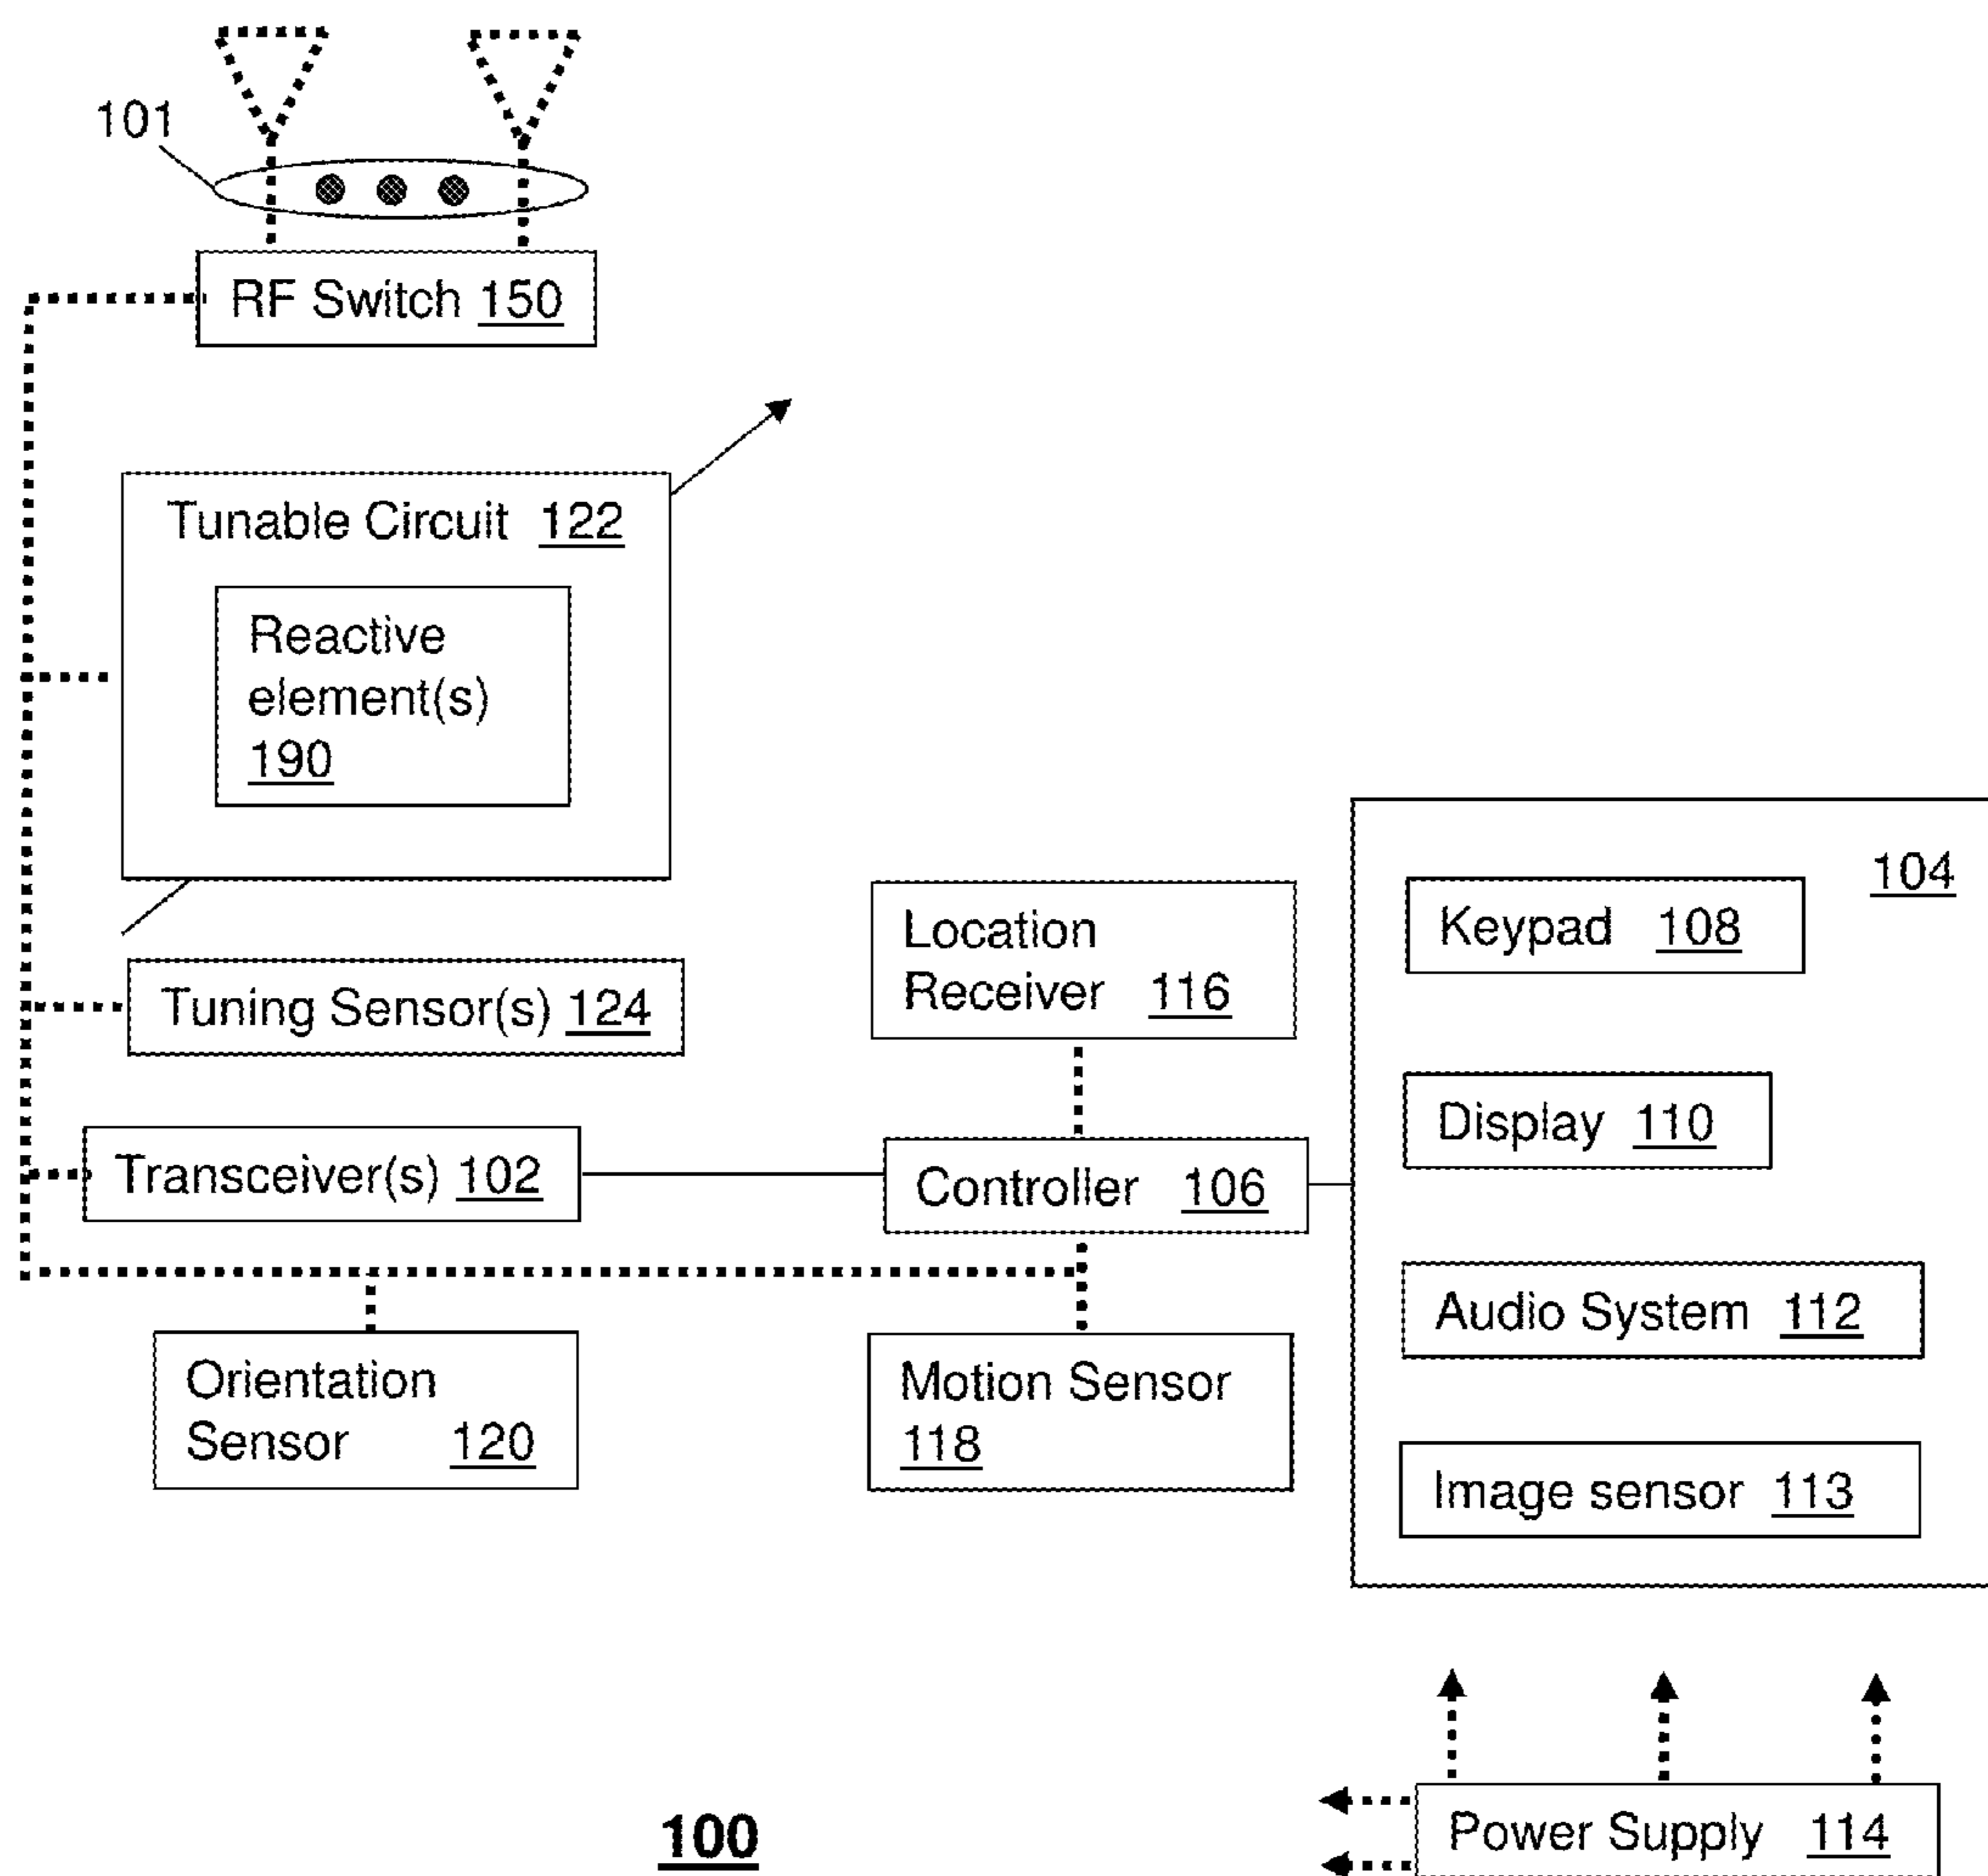 101
RF Switch 150
Tunable Circuit 122
Reactive
element(s)
190
Tuning Sensor(s) 124
Transceiver(s) 102
Location
Receiver 116
Controller 106
Orientation
Sensor 120
Motion Sensor
118
104
Keypad 108
Display 110
Audio System 112
Image sensor 113
Power Supply 114
100